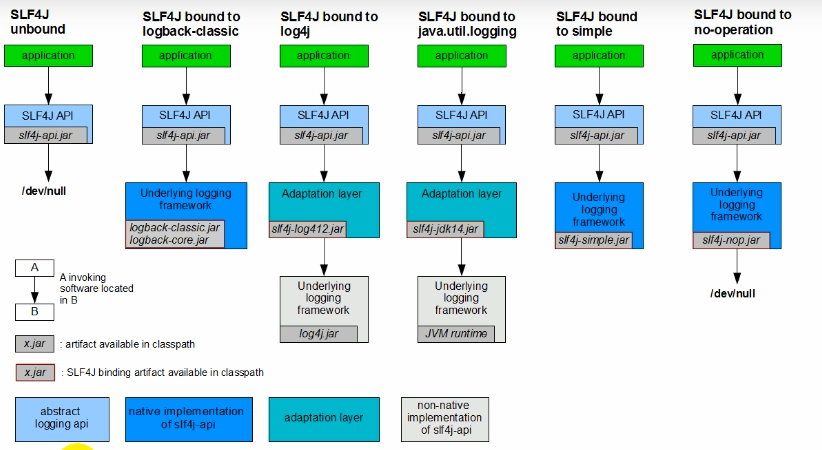 SLF4J
unbound
application
SLF4J API
slf4j-api.jar
/dev/null
SLF4J bound to
logback-classic
application
SLF4J API
slf4j-api.jar
Underlying logging
framework
logback-classic.jar
logback-core.jar
SLF4J bound to
log4j
application
SLF4J API
slf4j-api.jar
Adaptation layer
slf4j-log412.jar
Underlying
logging
framework
log4j.jar
SLF4J bound to
java.util.logging
application
SLF4J API
slf4j-api.jar
Adaptation layer
slf4j-jdk14.jar
Underlying
logging
framework
JVM runtime
SLF4J bound
to simple
application
SLF4J API
slf4j-api.jar
Underlying
logging
framework
slf4j-simple.jar
SLF4J bound to
no-operation
application
SLF4J API
slf4j-api.jar
Underlying
logging
framework
slf4j-nop.jar
/dev/null
A
B
A invoking
software located
in B
x.jar
: artifact available in classpath
x.jar
: SLF4J binding artifact available in classpath
abstract
logging api
native implementation
of slf4j-api
adaptation layer
non-native
implementation
of slf4j-api